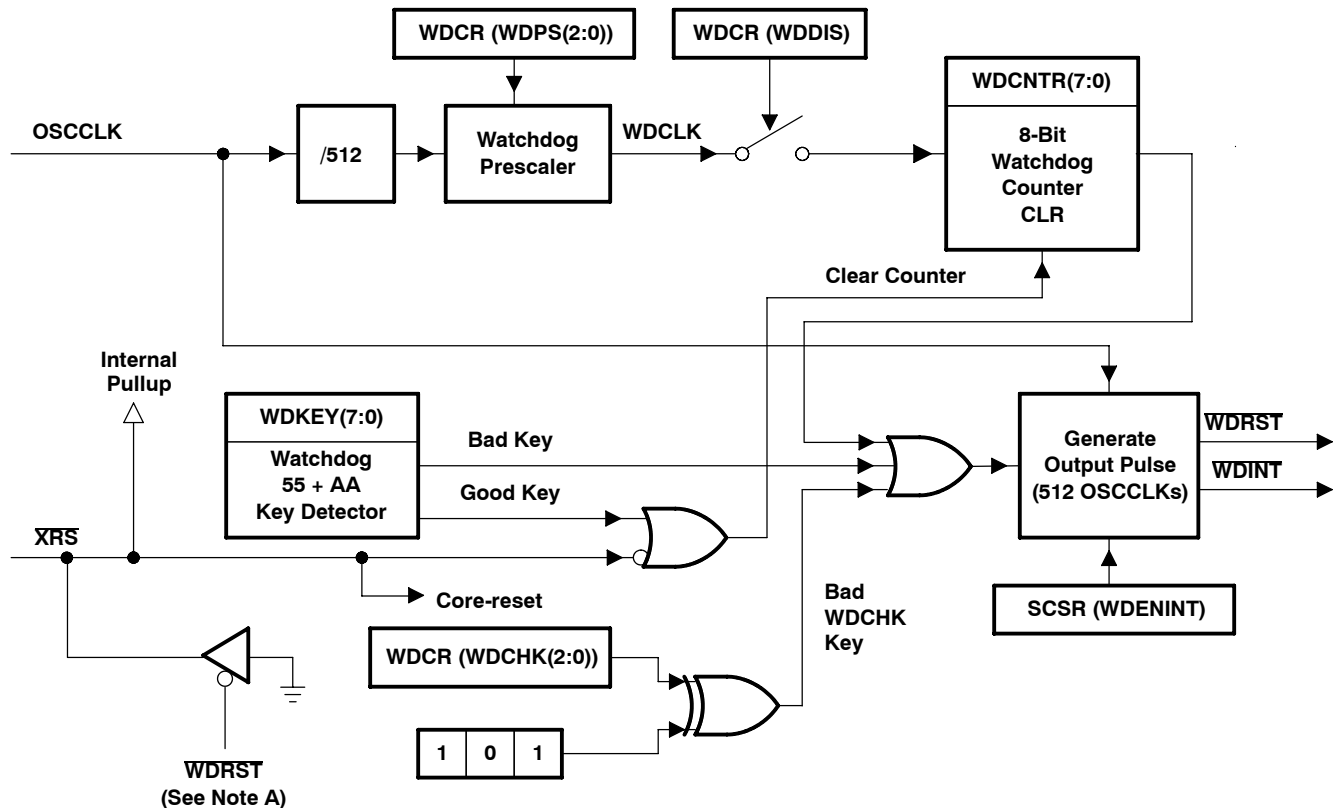 WDCR (WDPS(2:0))
WDCR (WDDIS)
WDCNTR(7:0)
OSCCLK
/512
Watchdog
Prescaler
WDCLK
8-Bit
Watchdog
Counter
CLR
Clear Counter
Internal
Pullup
WDKEY(7:0)
Watchdog
55 + AA
Key Detector
Bad Key
Good Key
Generate
Output Pulse
(512 OSCCLKs)
WDRST
WDINT
XRS
Core-reset
SCSR (WDENINT)
Bad
WDCHK
Key
WDCR (WDCHK(2:0))
1 0 1
WDRST
(See Note A)